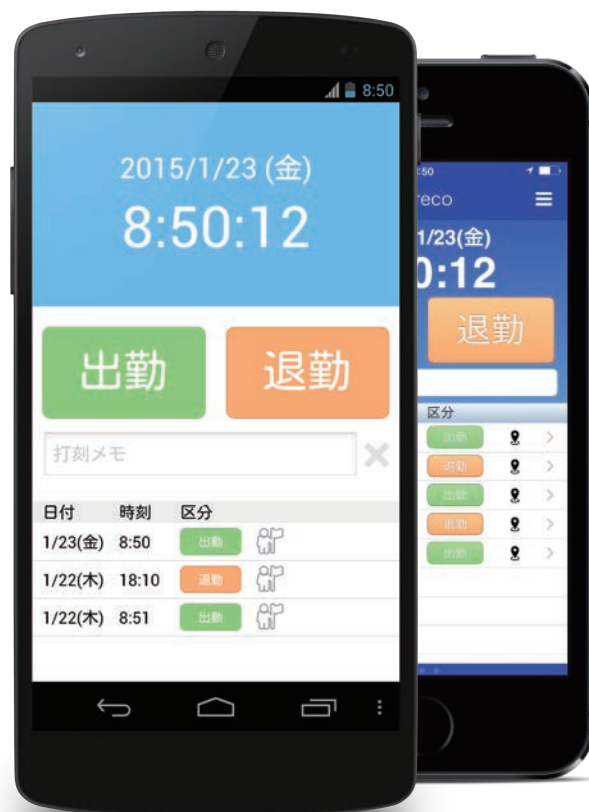 8:50
2015/1/23 (金)
8:50:12
出勤
退勤
打刻メモ
日付 時刻 区分
1/23(金) 8:50 出勤
1/22(木) 18:10 退勤
1/22(木) 8:51 出勤
:50
reco
1/23(金)
0:12
退勤
区分
出勤
退勤
出勤
退勤
出勤